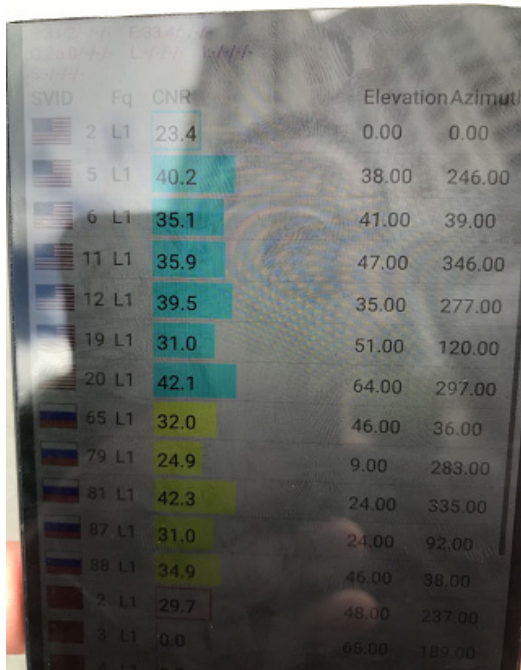 SVID Fq CNR Elevation Azimut
2 L1 23.4 0.00 0.00
5 L1 40.2 38.00 246.00
6 L1 35.1 41.00 39.00
11 L1 35.9 47.00 346.00
12 L1 39.5 35.00 277.00
19 L1 31.0 51.00 120.00
20 L1 42.1 64.00 297.00
65 L1 32.0 46.00 36.00
79 L1 24.9 9.00 283.00
81 L1 42.3 24.00 335.00
87 L1 31.0 24.00 92.00
88 L1 34.9 46.00 38.00
2 L1 29.7 48.00 237.00
3 L1 0.0 65.00 189.00